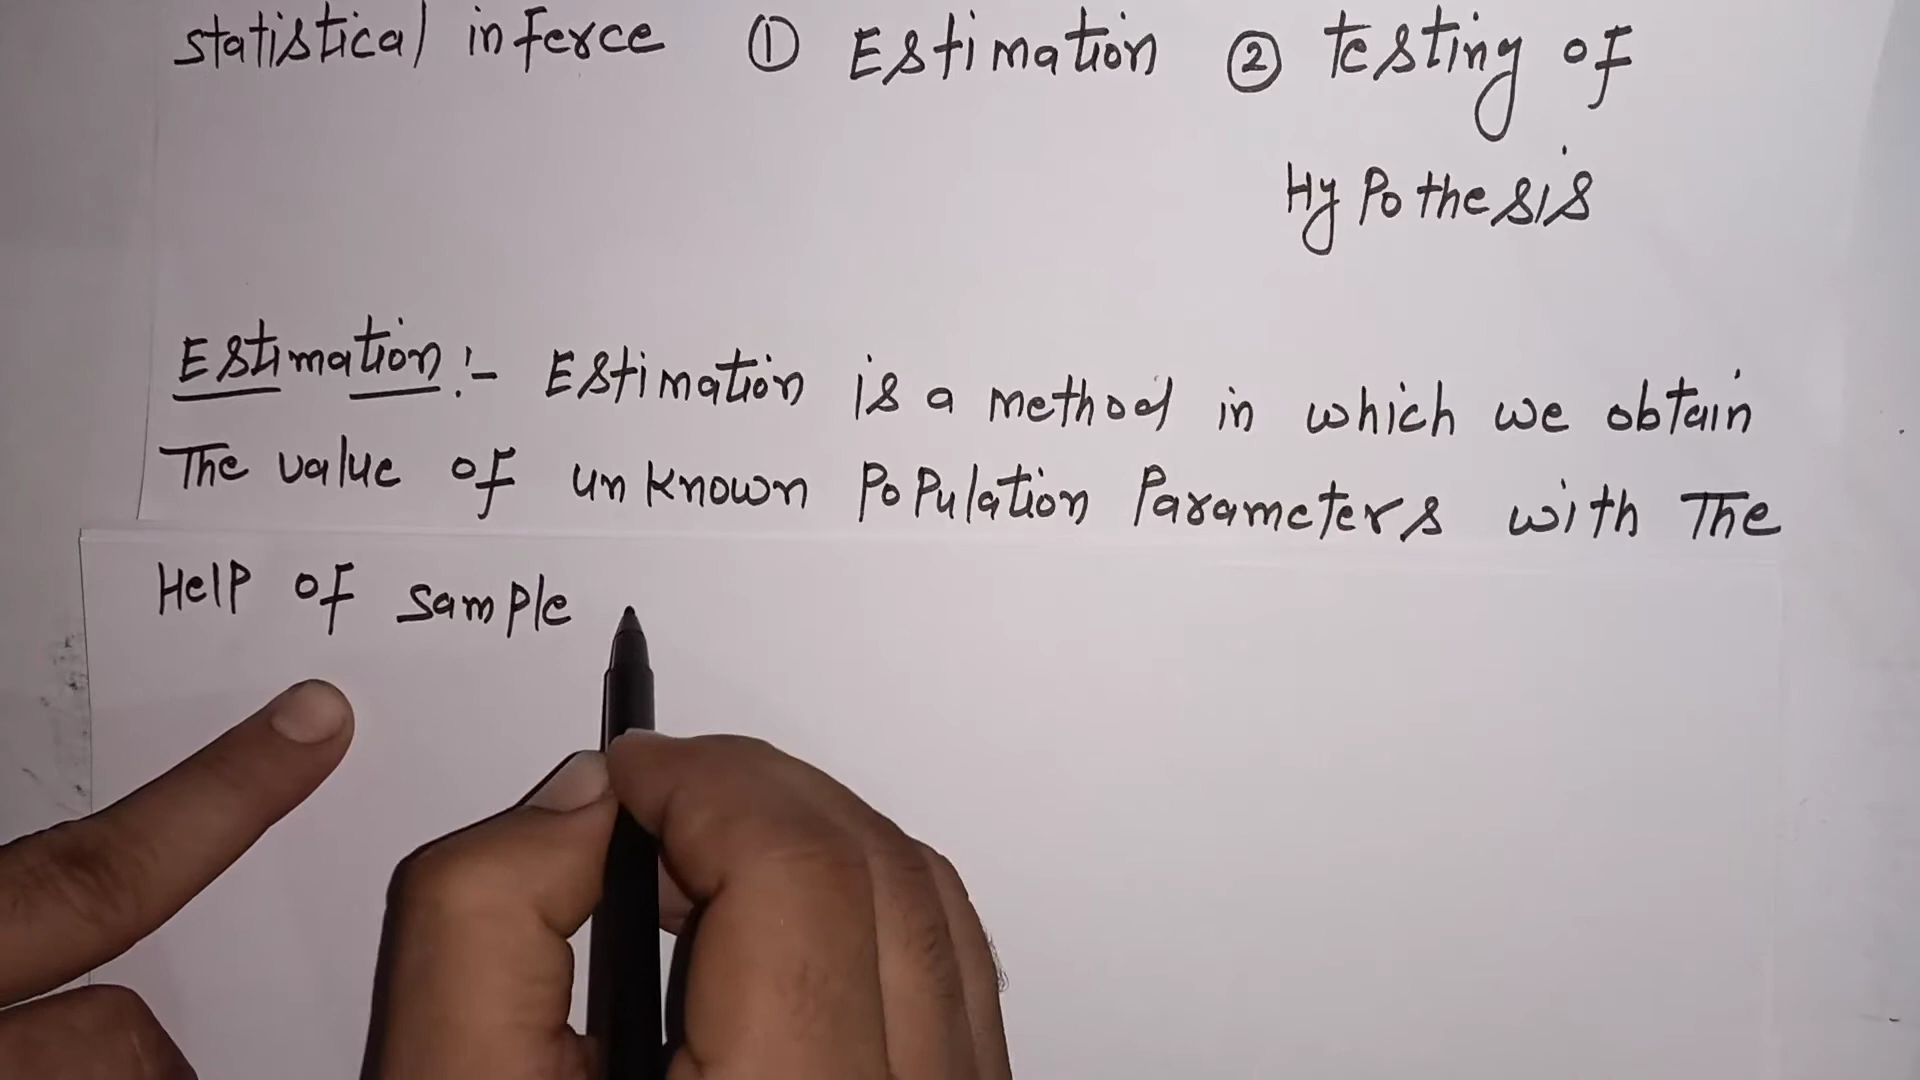 statistical inferce ① Estimation ② testing of
Hypothesis
Estimation :- Estimation is a method in which we obtain
The value of unknown Population Parameters with The
Help of sample